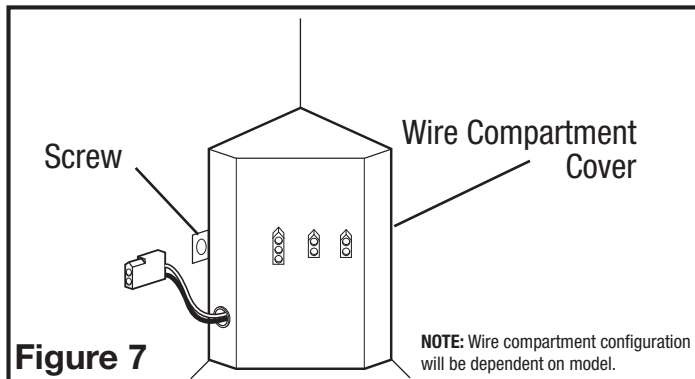 Screw
Wire Compartment
Cover
Figure 7
NOTE: Wire compartment configuration
will be dependent on model.